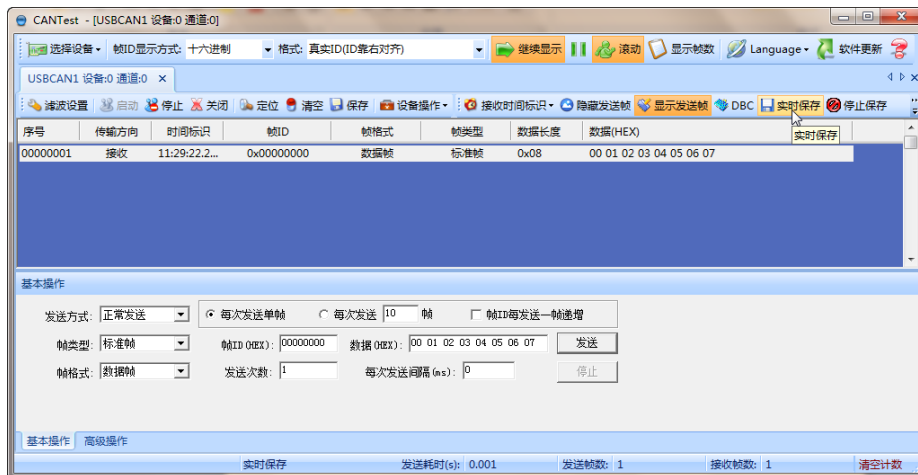 CANTest - [USBCAN1 设备:0 通道:0]
选择设备 帧ID显示方式: 十六进制 格式: 真实ID(ID靠右对齐) 继续显示 滚动 显示帧数 Language 软件更新
USBCAN1 设备:0 通道:0
滤波设置 启动 停止 关闭 定位 清空 保存 设备操作 接收时间标识 隐藏发送帧 显示发送帧 DBC 实时保存 停止保存
序号 传输方向 时间标识 帧ID 帧格式 帧类型 数据长度 数据(HEX)
实时保存
00000001 接收 11:29:22.2... 0x00000000 数据帧 标准帧 0x08 00 01 02 03 04 05 06 07
基本操作
发送方式: 正常发送 每次发送单帧 每次发送 10 帧 帧ID每发送一帧递增
帧类型: 标准帧 帧ID(HEX): 00000000 数据(HEX): 00 01 02 03 04 05 06 07 发送
帧格式: 数据帧 发送次数: 1 每次发送间隔(ms): 0 停止
基本操作 高级操作
实时保存 发送耗时(s): 0.001 发送帧数: 1 接收帧数: 1 清空计数